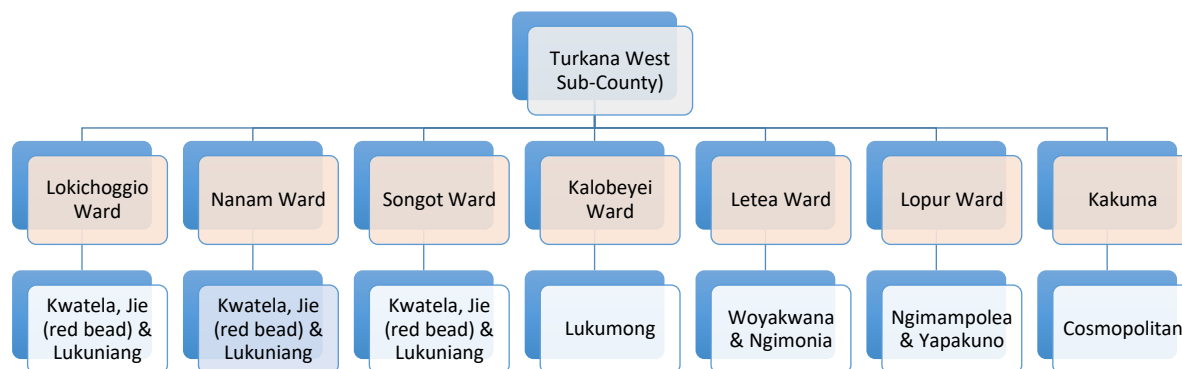 Turkana West
Sub-County)
Lokichoggio
Ward
Nanam Ward
Songot Ward
Kalobeyei
Ward
Letea Ward
Lopur Ward
Kakuma
Kwatela, Jie
(red bead) &
Lukuniang
Kwatela, Jie
(red bead) &
Lukuniang
Kwatela, Jie
(red bead) &
Lukuniang
Lukumong
Woyakwana
& Ngimonia
Ngimampolea
& Yapakuno
Cosmopolitan